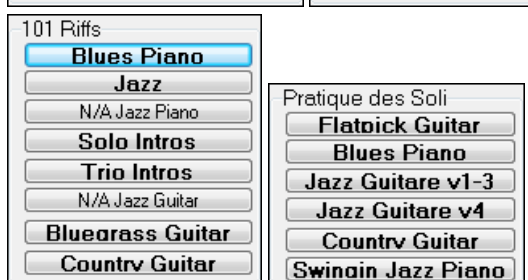 101 Riffs
Blues Piano
Jazz
N/A Jazz Piano
Solo Intros
Trio Intros
N/A Jazz Guitar
Bluegrass Guitar
Country Guitar
Pratique des Soli
Flatpick Guitar
Blues Piano
Jazz Guitare v1-3
Jazz Guitare v4
Country Guitar
Swingin Jazz Piano